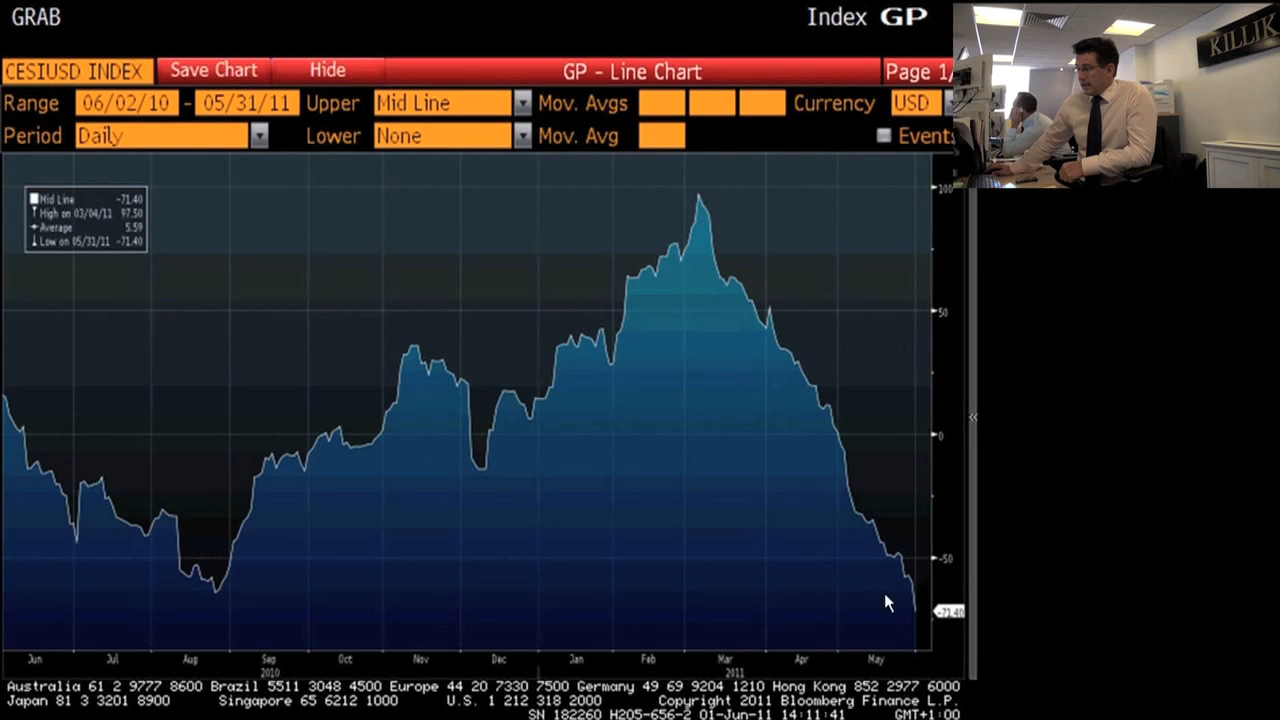 GRAB Index GP
KILLIK
CESIUSD INDEX Save Chart Hide GP - Line Chart Page 1/
Range 06/02/10 - 05/31/11 Upper Mid Line Mov. Avgs Currency USD
Period Daily Lower None Mov. Avg Event
Mid Line -71.40
High on 03/04/11 97.50
Average 5.59
Low on 05/31/11 -71.40
100
50
0
-50
-71.40
Jun Jul Aug Sep Oct Nov Dec Jan Feb Mar Apr May
2010 2011
Australia 61 2 9777 8600 Brazil 5511 3048 4500 Europe 44 20 7330 7500 Germany 49 69 9204 1210 Hong Kong 852 2977 6000
Japan 81 3 3201 8900 Singapore 65 6212 1000 U.S. 1 212 318 2000 Copyright 2011 Bloomberg Finance L.P.
SN 182260 H205-656-2 01-Jun-11 14:11:41 GMT+1:00